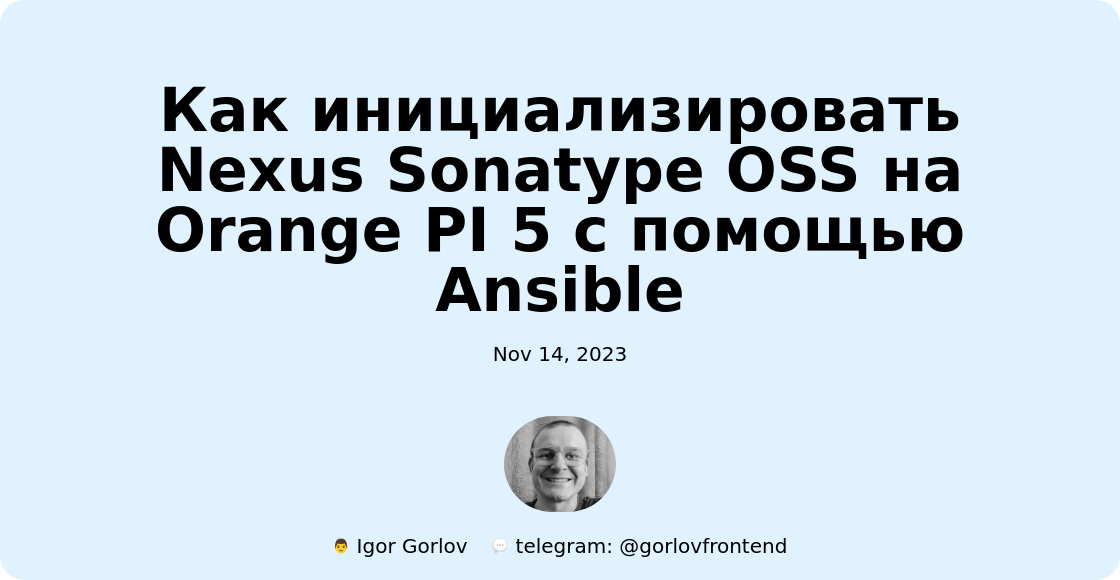 Как инициализировать
Nexus Sonatype OSS на
Orange PI 5 с помощью
Ansible
Nov 14, 2023
👨 Igor Gorlov 💬 telegram: @gorlovfrontend